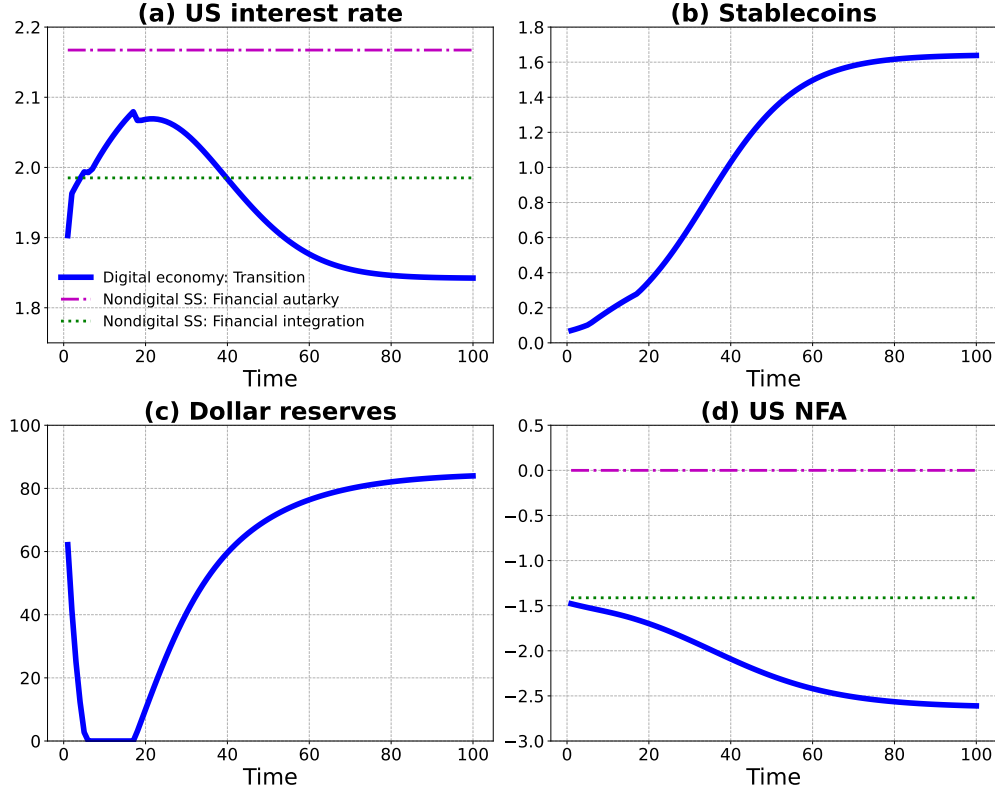 (a) US interest rate
2.2
2.1
2.0
1.9
1.8
Digital economy: Transition
Nondigital SS: Financial autarky
Nondigital SS: Financial integration
0 20 40 60 80 100
Time
(b) Stablecoins
1.8
1.6
1.4
1.2
1.0
0.8
0.6
0.4
0.2
0.0
0 20 40 60 80 100
Time
(c) Dollar reserves
100
80
60
40
20
0
0 20 40 60 80 100
Time
(d) US NFA
0.5
0.0
−0.5
−1.0
−1.5
−2.0
−2.5
−3.0
0 20 40 60 80 100
Time